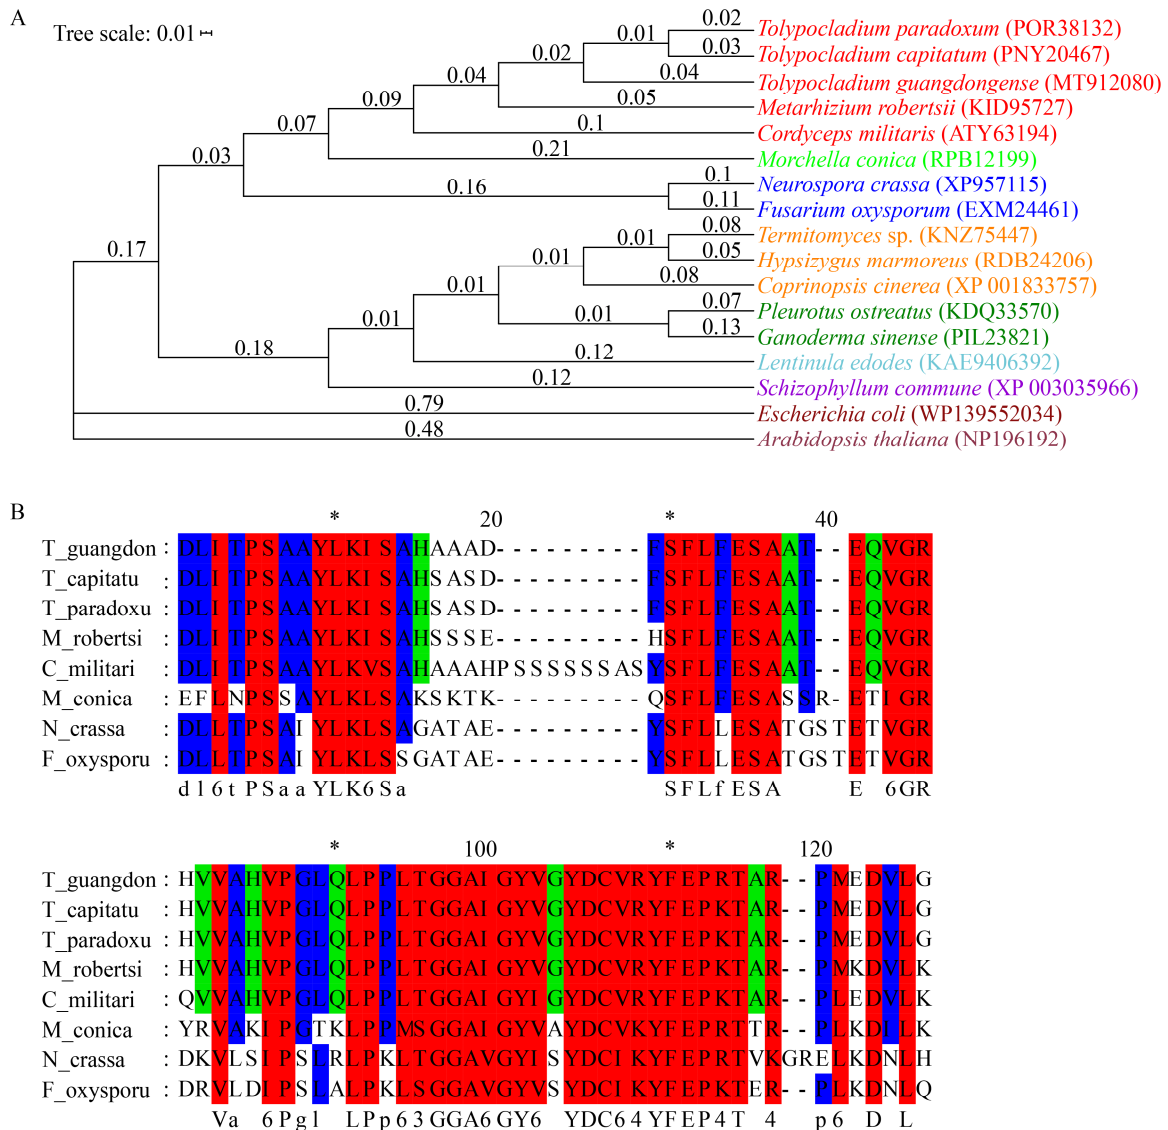 A
Tree scale: 0.01
0.02
Tolypocladium paradoxum (POR38132)
0.01
0.03
Tolypocladium capitatum (PNY20467)
0.02
0.04
Tolypocladium guangdongense (MT912080)
0.04
0.05
Metarhizium robertsii (KID95727)
0.09
0.1
Cordyceps militaris (ATY63194)
0.07
0.21
Morchella conica (RPB12199)
0.03
0.1
Neurospora crassa (XP957115)
0.16
0.11
Fusarium oxysporum (EXM24461)
0.17
0.08
Termitomyces sp. (KNZ75447)
0.01
0.05
Hypsizygus marmoreus (RDB24206)
0.01
0.08
Coprinopsis cinerea (XP 001833757)
0.01
0.07
Pleurotus ostreatus (KDQ33570)
0.01
0.13
Ganoderma sinense (PIL23821)
0.01
0.12
Lentinula edodes (KAE9406392)
0.18
0.12
Schizophyllum commune (XP 003035966)
0.79
Escherichia coli (WP139552034)
0.48
Arabidopsis thaliana (NP196192)
B
* 20 * 40
T_guangdon : DLITPSAAYLKISAHAAAD---------FSFLFESAAT--EQVGR
T_capitatu : DLITPSAAYLKISAHSASD---------FSFLFESAAT--EQVGR
T_paradoxu : DLITPSAAYLKISAHSASD---------FSFLFESAAT--EQVGR
M_robertsi : DLITPSAAYLKISAHSSSE---------HSFLFESAAT--EQVGR
C_militari : DLITPSAAYLKVSAHAAAHPSSSSSSASYSFLFESAAT--EQVGR
M_conica : EFLNPSSAYLKLSAKSKTK---------QSFLFESASSR-ETIGR
N_crassa : DLLTPSAIYLKLSAGATAE---------YSFLLESATGSTETVGR
F_oxysporu : DLLTPSAIYLKLSSGATAE---------YSFLLESATGSTETVGR
dl6tPSaaYLK6Sa SFLfESA E 6GR
* 100 * 120
T_guangdon : HVVAHVPGLQLPPLTGGAIGYVGYDCVRYFEPRTAR--PMEDVLG
T_capitatu : HVVAHVPGLQLPPLTGGAIGYVGYDCVRYFEPKTAR--PMEDVLG
T_paradoxu : HVVAHVPGLQLPPLTGGAIGYVGYDCVRYFEPKTAR--PMEDVLG
M_robertsi : HVVAHVPGLQLPPLTGGAIGYVGYDCVRYFEPKTAR--PMKDVLK
C_militari : QVVAHVPGLQLPPLTGGAIGYIGYDCVRYFEPKTAR--PLEDVLK
M_conica : YRVAKIPGTKLPPMSGGAIGYVAYDCVKYFEPRTTR--PLKDILK
N_crassa : DKVLSIPSLRLPKLTGGAVGYISYDCIKYFEPRTVKGRELKDNLH
F_oxysporu : DRVLDIPSLALPKLSGGAVGYVSYDCIKYFEPKTER--PLKDNLQ
Va 6Pgl LPp63GGA6GY6 YDC64YFEP4T 4 p6 D L